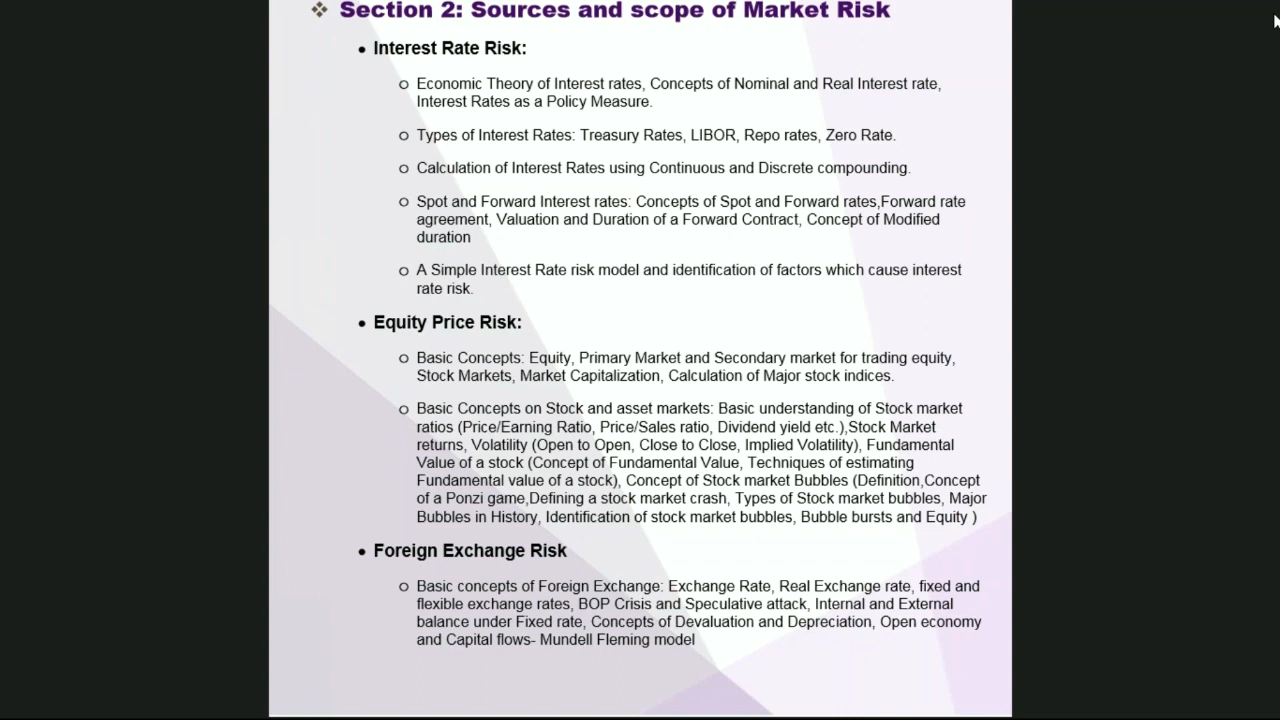 ❖ Section 2: Sources and scope of Market Risk
• Interest Rate Risk:
o Economic Theory of Interest rates, Concepts of Nominal and Real Interest rate,
Interest Rates as a Policy Measure.
o Types of Interest Rates: Treasury Rates, LIBOR, Repo rates, Zero Rate.
o Calculation of Interest Rates using Continuous and Discrete compounding.
o Spot and Forward Interest rates: Concepts of Spot and Forward rates,Forward rate
agreement, Valuation and Duration of a Forward Contract, Concept of Modified
duration
o A Simple Interest Rate risk model and identification of factors which cause interest
rate risk.
• Equity Price Risk:
o Basic Concepts: Equity, Primary Market and Secondary market for trading equity,
Stock Markets, Market Capitalization, Calculation of Major stock indices.
o Basic Concepts on Stock and asset markets: Basic understanding of Stock market
ratios (Price/Earning Ratio, Price/Sales ratio, Dividend yield etc.),Stock Market
returns, Volatility (Open to Open, Close to Close, Implied Volatility), Fundamental
Value of a stock (Concept of Fundamental Value, Techniques of estimating
Fundamental value of a stock), Concept of Stock market Bubbles (Definition,Concept
of a Ponzi game,Defining a stock market crash, Types of Stock market bubbles, Major
Bubbles in History, Identification of stock market bubbles, Bubble bursts and Equity )
• Foreign Exchange Risk
o Basic concepts of Foreign Exchange: Exchange Rate, Real Exchange rate, fixed and
flexible exchange rates, BOP Crisis and Speculative attack, Internal and External
balance under Fixed rate, Concepts of Devaluation and Depreciation, Open economy
and Capital flows- Mundell Fleming model